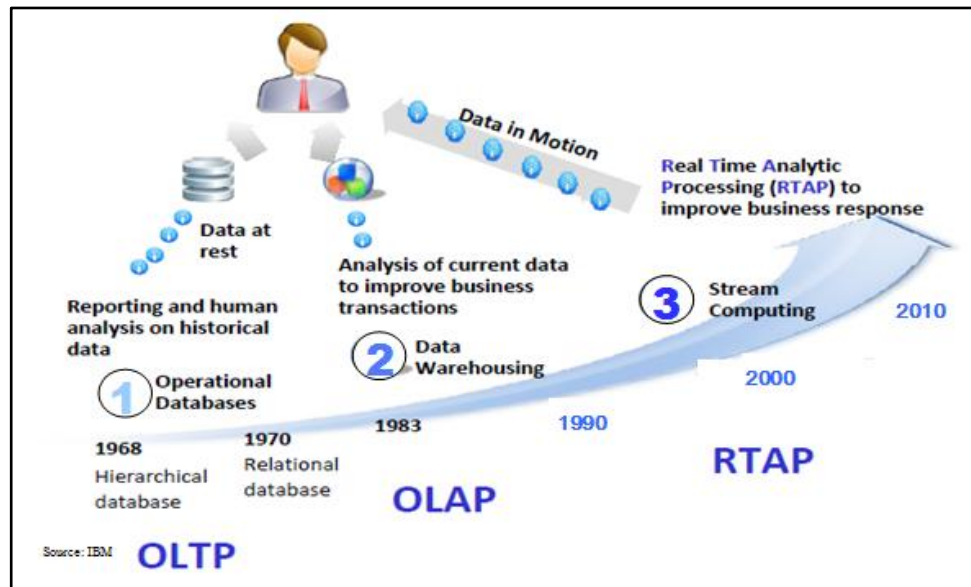 Data in Motion
Real Time Analytic
Processing (RTAP) to
improve business response
Data at
rest
Analysis of current data
to improve business
transactions
Reporting and human
analysis on historical
data
3
Stream
Computing
2010
2
Data
Warehousing
1
Operational
Databases
2000
1990
1983
1970
Relational
database
1968
Hierarchical
database
RTAP
OLAP
Source: IBM
OLTP